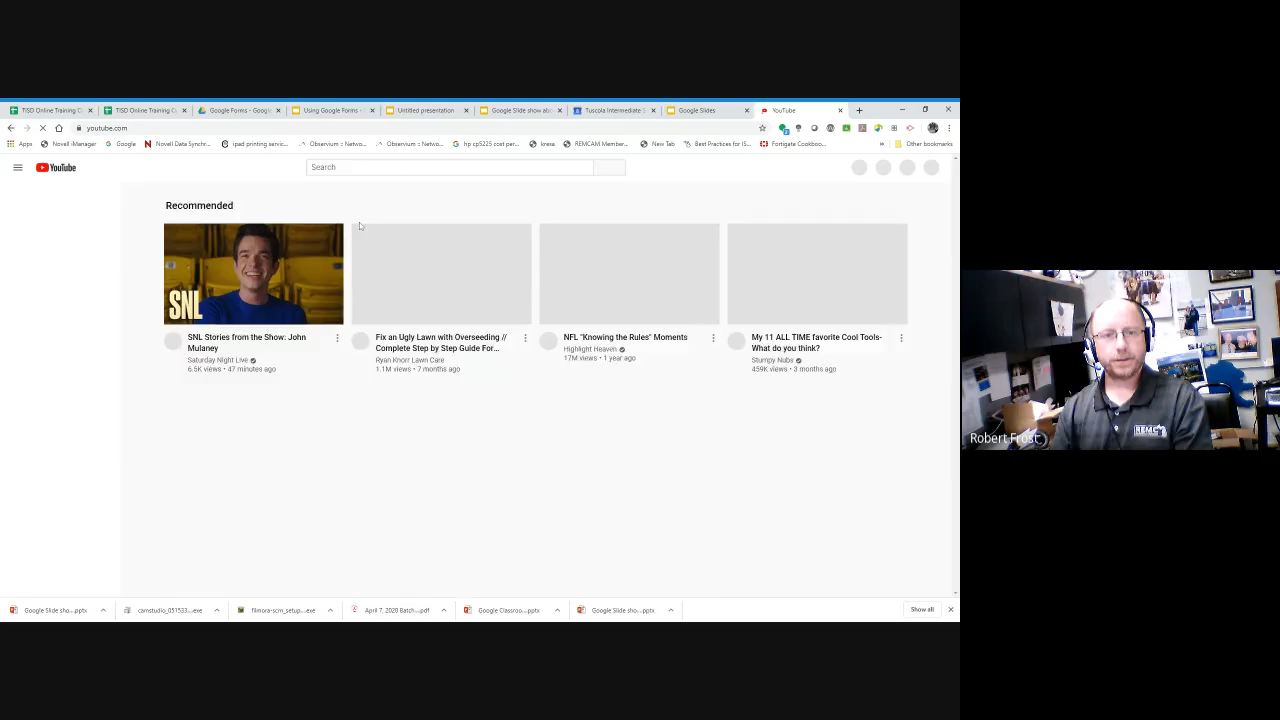 TISD Online Training C
TISD Online Training C
Google Forms - Googl
Using Google Forms -
Untitled presentation
Google Slide show ab
Tuscola Intermediate S
Google Slides
YouTube
youtube.com
Apps
Novell iManager
Google
Novell Data Synchr...
ipad printing servic...
Observium :: Netwo...
Observium :: Netwo...
hp cp5225 cost per...
kresa
REMCAM Member...
New Tab
Best Practices for IS...
Fortigate Cookboo...
»
Other bookmarks
YouTube
Search
Recommended
SNL
SNL Stories from the Show: John
Mulaney
Saturday Night Live
6.5K views • 47 minutes ago
Fix an Ugly Lawn with Overseeding //
Complete Step by Step Guide For...
Ryan Knorr Lawn Care
1.1M views • 7 months ago
NFL "Knowing the Rules" Moments
Highlight Heaven
17M views • 1 year ago
My 11 ALL TIME favorite Cool Tools-
What do you think?
Stumpy Nubs
459K views • 3 months ago
Robert Frost
REMC
Google Slide sho....pptx
camstudio_051533....exe
filmora-scrn_setup....exe
April 7, 2020 Batch....pdf
Google Classroo....pptx
Google Slide sho....pptx
Show all